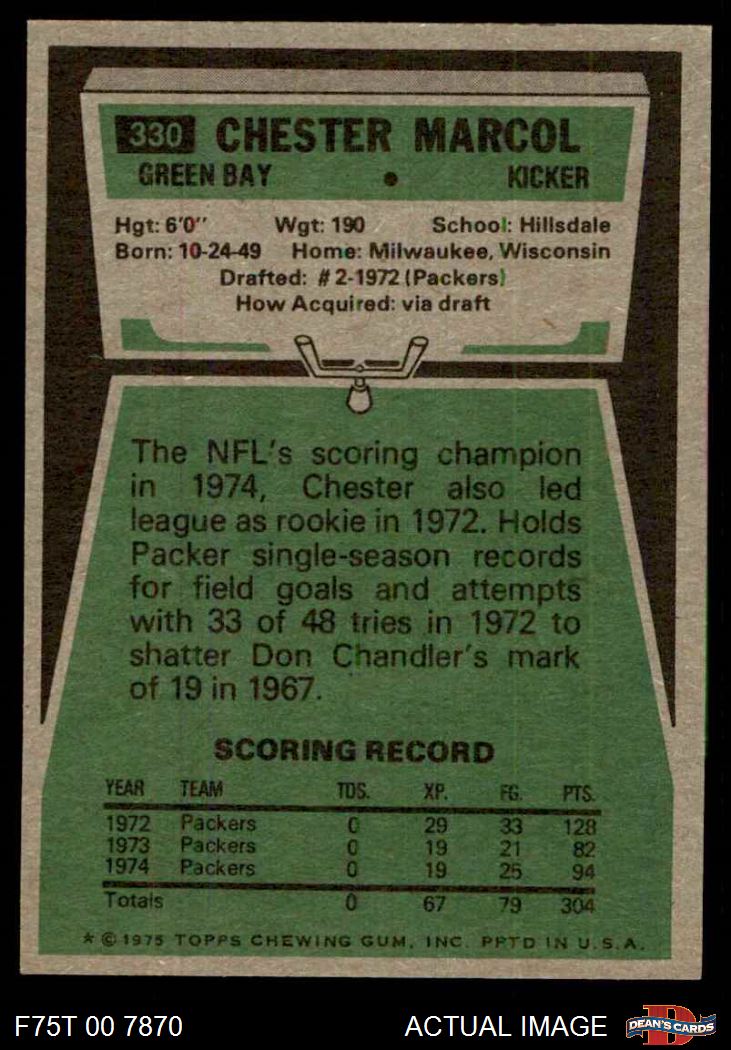 330 CHESTER MARCOL
GREEN BAY • KICKER
Hgt: 6'0" Wgt: 190 School: Hillsdale
Born: 10-24-49 Home: Milwaukee, Wisconsin
Drafted: #2-1972 (Packers)
How Acquired: via draft
The NFL's scoring champion
in 1974, Chester also led
league as rookie in 1972. Holds
Packer single-season records
for field goals and attempts
with 33 of 48 tries in 1972 to
shatter Don Chandler's mark
of 19 in 1967.
SCORING RECORD
YEAR TEAM TDS. XP. FG. PTS.
1972 Packers 0 29 33 128
1973 Packers 0 19 21 82
1974 Packers 0 19 25 94
Totals 0 67 79 304
* © 1975 TOPPS CHEWING GUM, INC. PRTD IN U.S.A.
F75T 00 7870 ACTUAL IMAGE D DEAN'S CARDS